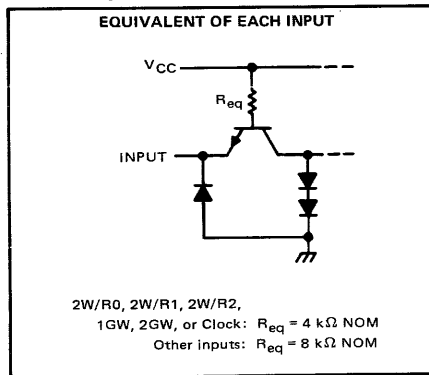 EQUIVALENT OF EACH INPUT
VCC
Req
INPUT
2W/R0, 2W/R1, 2W/R2,
1GW, 2GW, or Clock: Req = 4 kΩ NOM
Other inputs: Req = 8 kΩ NOM